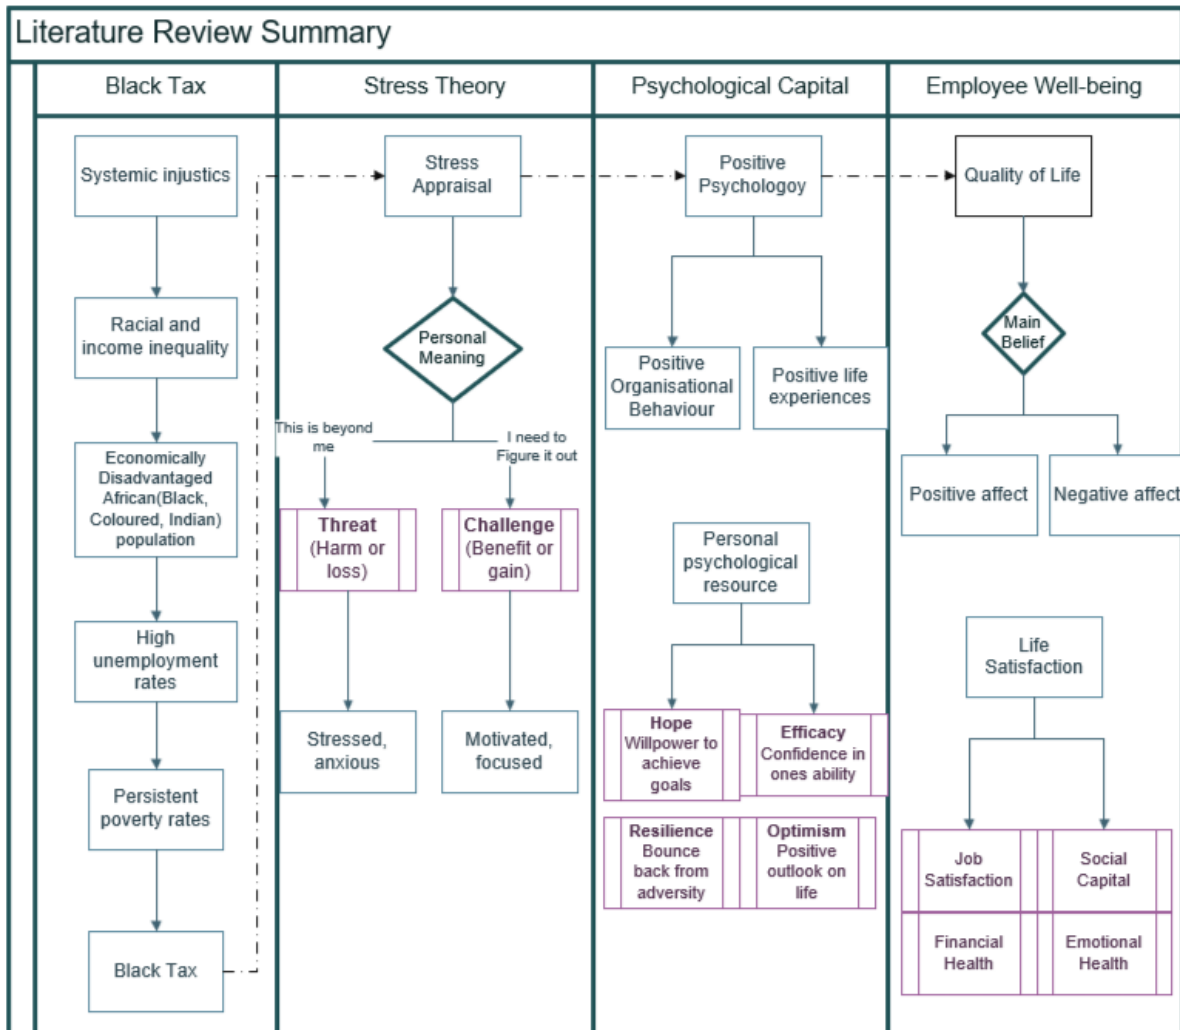 Literature Review Summary
Black Tax
Stress Theory
Psychological Capital
Employee Well-being
Systemic injustics
Racial and
income inequality
Economically
Disadvantaged
African(Black,
Coloured, Indian)
population
High
unemployment
rates
Persistent
poverty rates
Black Tax
Stress
Appraisal
Personal
Meaning
This is beyond
me
I need to
Figure it out
Threat
(Harm or
loss)
Challenge
(Benefit or
gain)
Stressed,
anxious
Motivated,
focused
Positive
Psychologoy
Positive
Organisational
Behaviour
Positive life
experiences
Personal
psychological
resource
Hope
Willpower to
achieve
goals
Efficacy
Confidence in
ones ability
Resilience
Bounce
back from
adversity
Optimism
Positive
outlook on
life
Quality of Life
Main
Belief
Positive affect
Negative affect
Life
Satisfaction
Job
Satisfaction
Social
Capital
Financial
Health
Emotional
Health